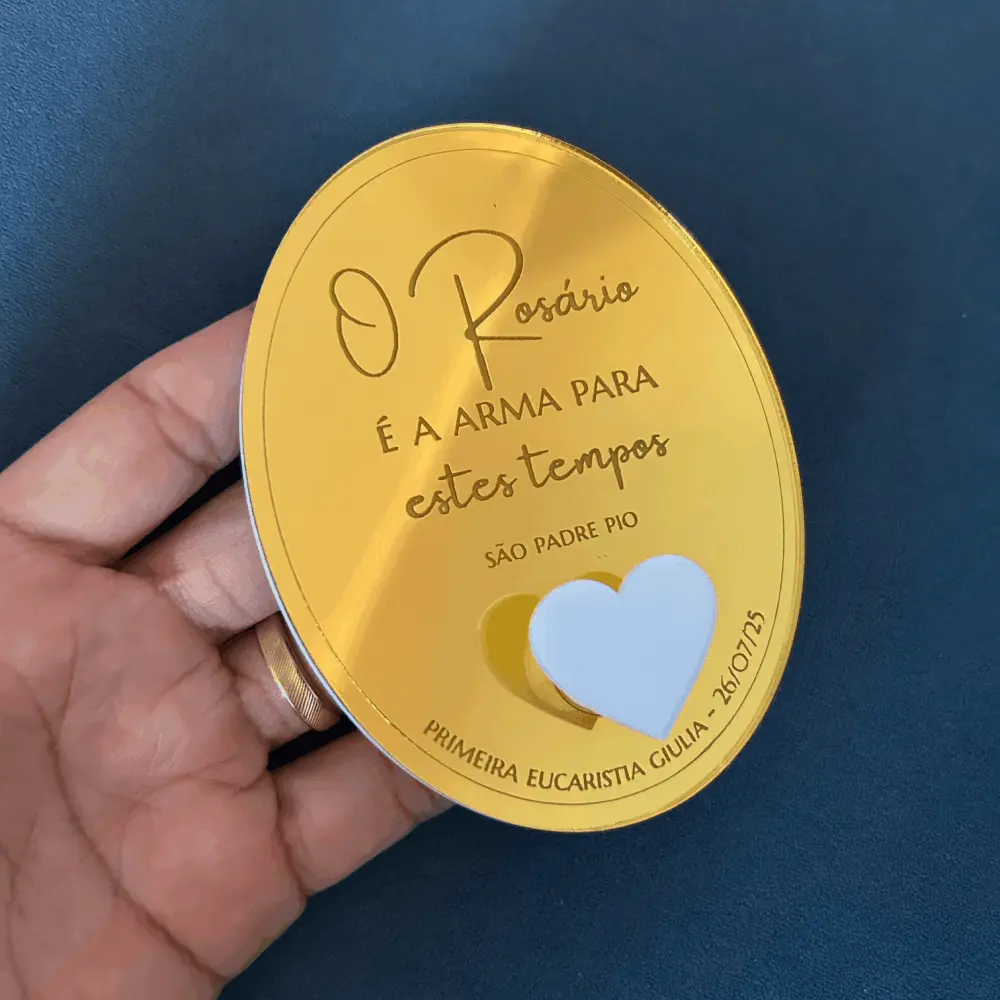 O Rosário
É A ARMA PARA
estes tempos
SÃO PADRE PIO
PRIMEIRA EUCARISTIA GIULIA - 26/07/25